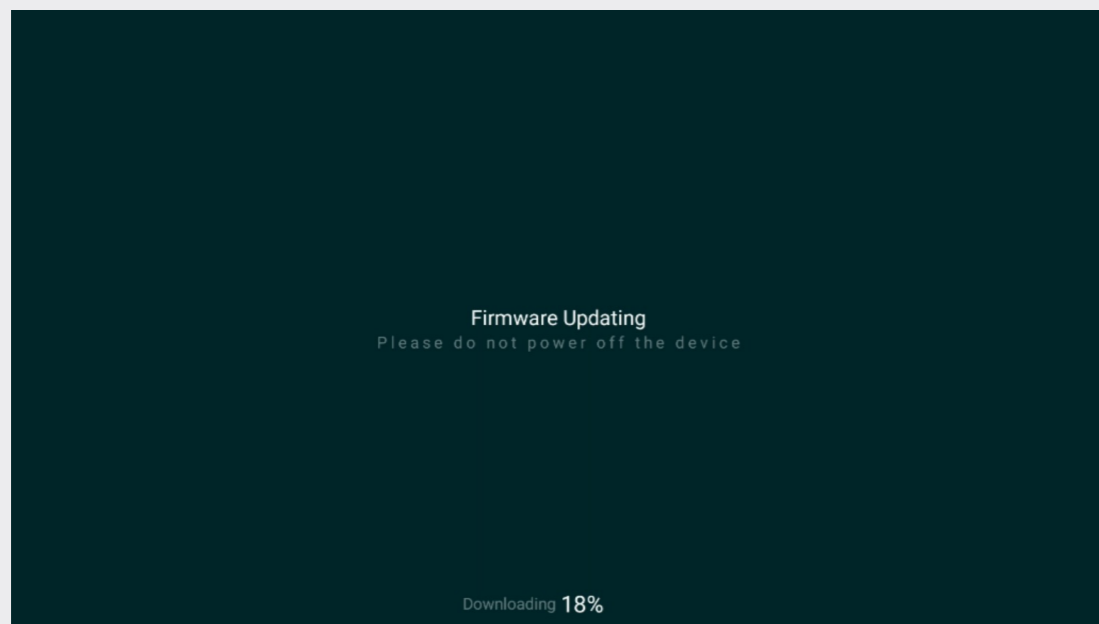 Firmware Updating
Please do not power off the device
Downloading 18%